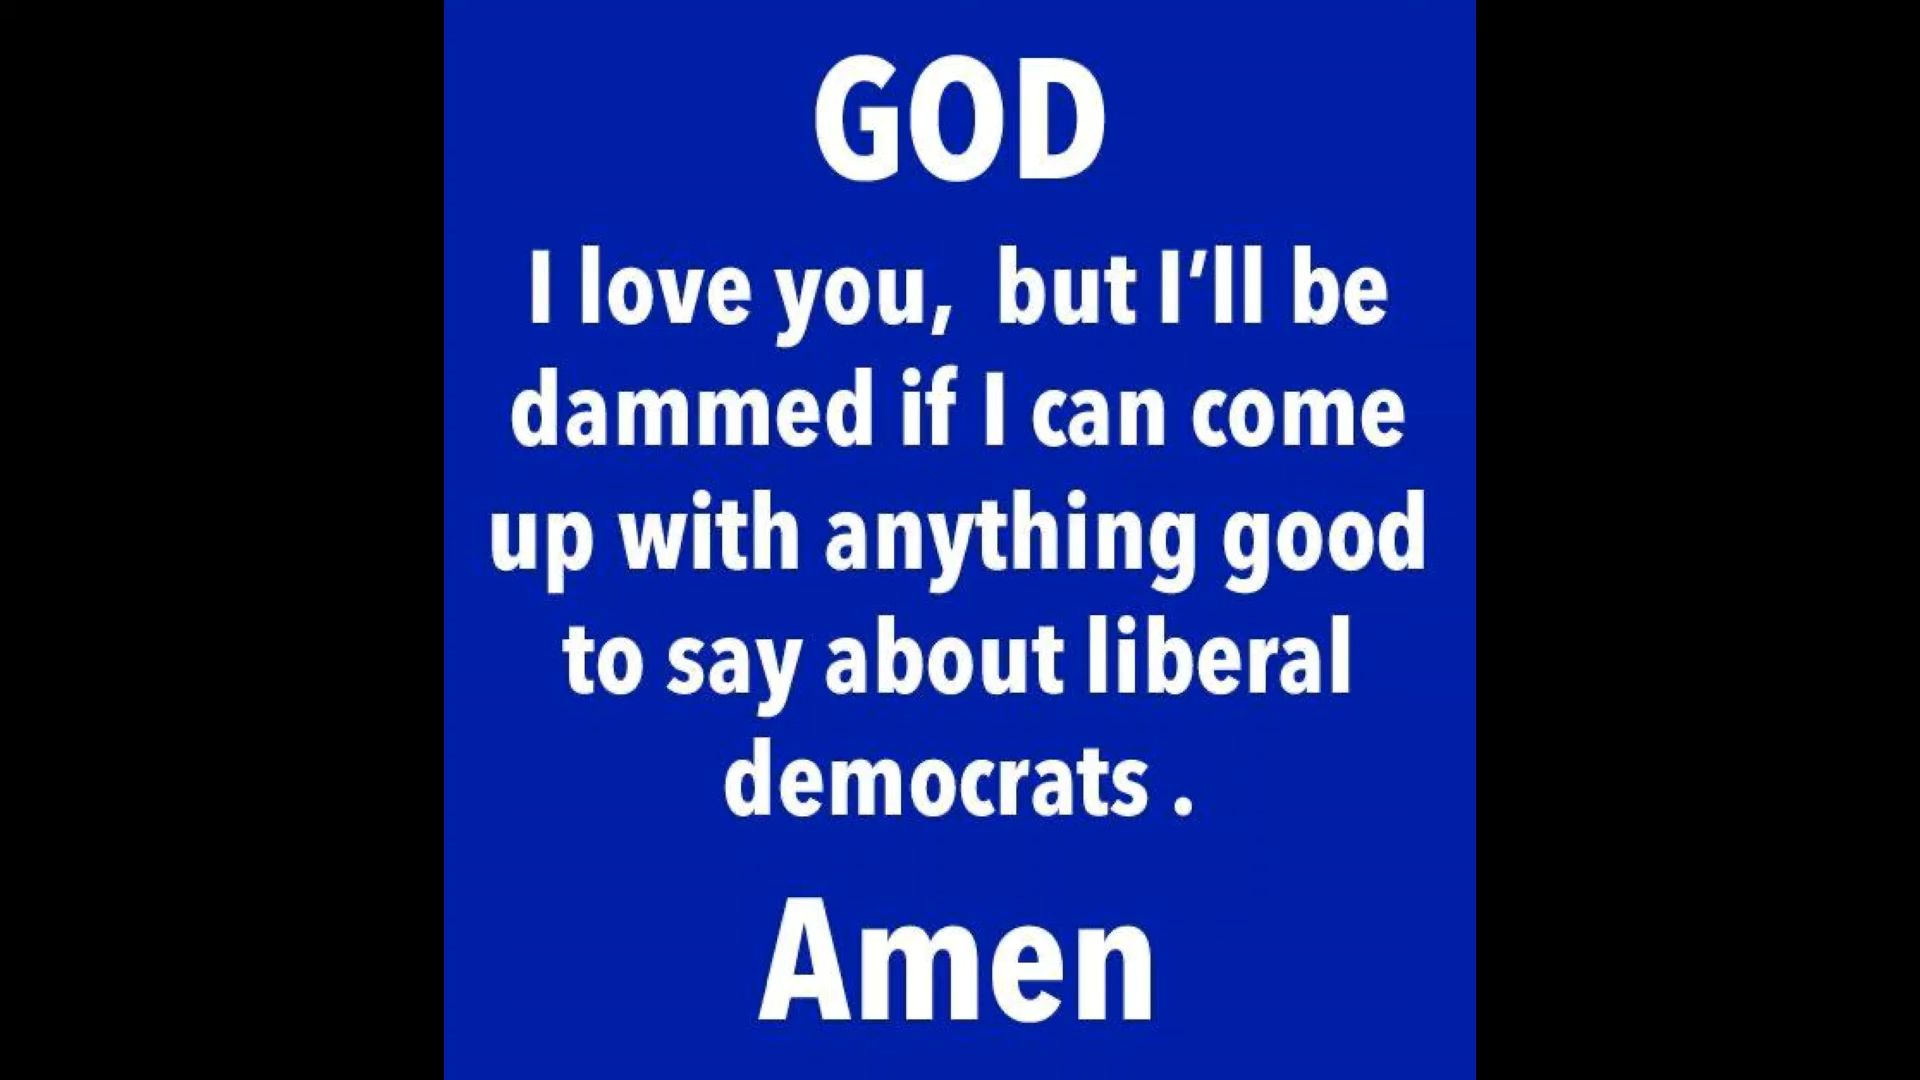 GOD
I love you, but I’ll be
dammed if I can come
up with anything good
to say about liberal
democrats .
Amen